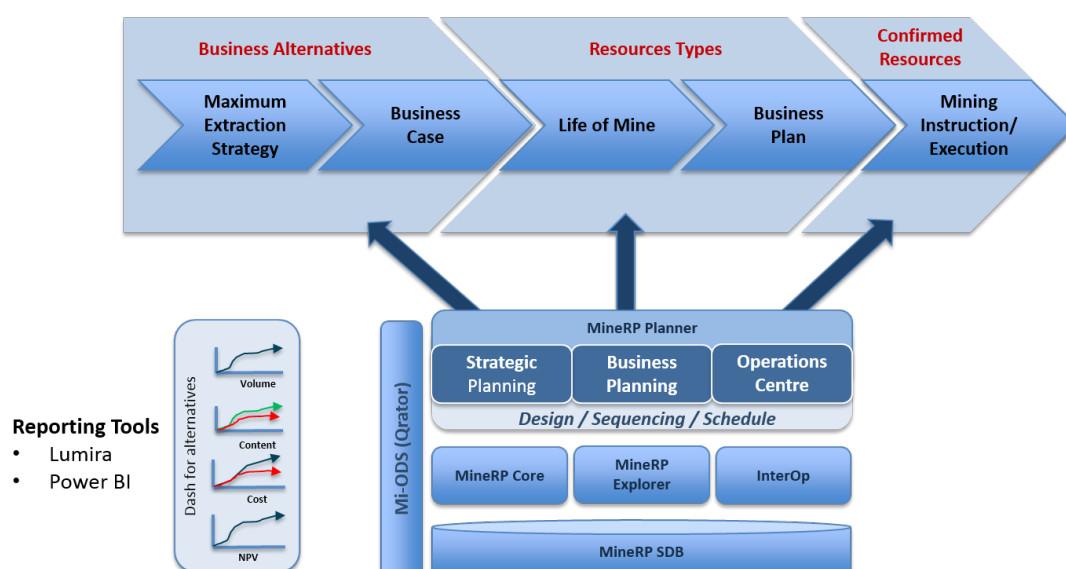 Business Alternatives
Resources Types
Confirmed
Resources
Maximum
Extraction
Strategy
Business
Case
Life of Mine
Business
Plan
Mining
Instruction/
Execution
MineRP Planner
Strategic
Planning
Business
Planning
Operations
Centre
Design / Sequencing / Schedule
Mi-ODS (Qrator)
MineRP Core
MineRP
Explorer
InterOp
MineRP SDB
Reporting Tools
• Lumira
• Power BI
Dash for alternatives
Volume
Content
Cost
NPV